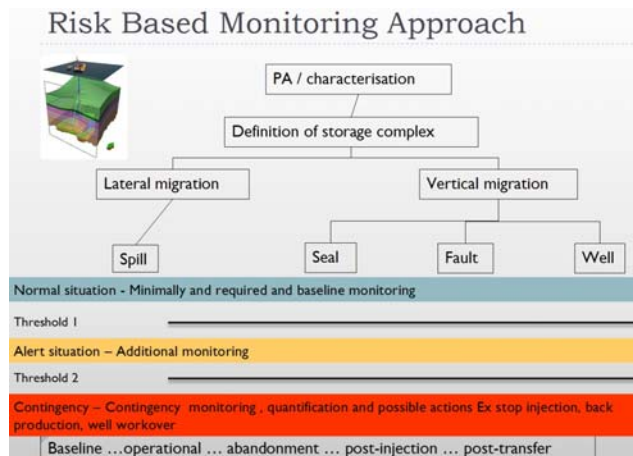 Risk Based Monitoring Approach
PA / characterisation
Definition of storage complex
Lateral migration
Vertical migration
Spill
Seal
Fault
Well
Normal situation - Minimally and required and baseline monitoring
Threshold 1
Alert situation – Additional monitoring
Threshold 2
Contingency – Contingency monitoring , quantification and possible actions Ex stop injection, back
production, well workover
Baseline …operational … abandonment … post-injection … post-transfer